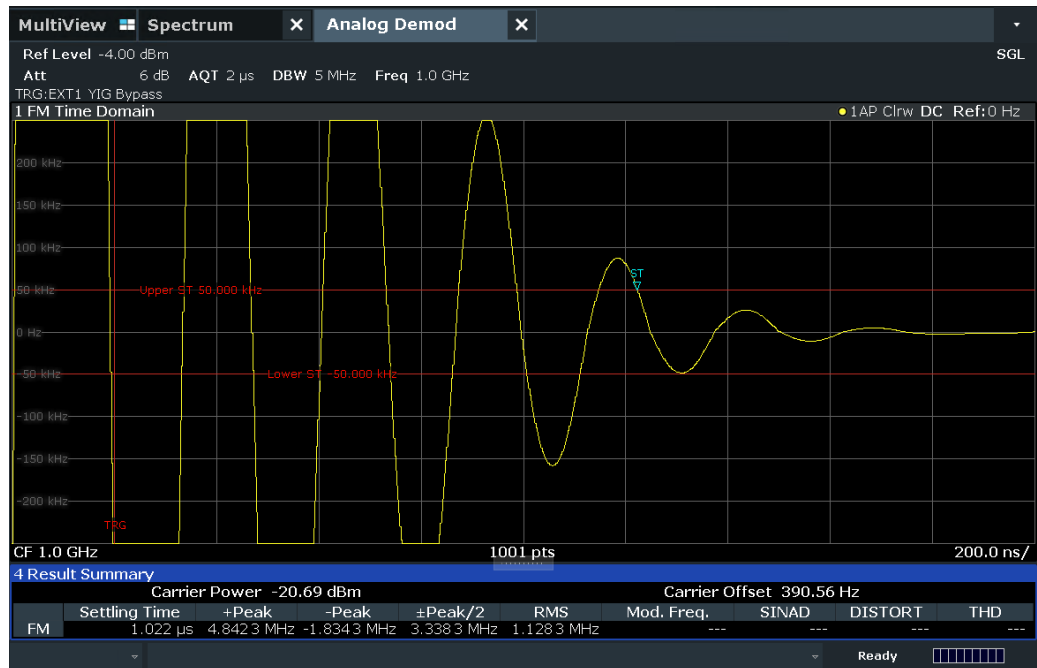 MultiView Spectrum X Analog Demod X
Ref Level -4.00 dBm SGL
Att 6 dB AQT 2 µs DBW 5 MHz Freq 1.0 GHz
TRG:EXT1 YIG Bypass
1 FM Time Domain 1AP Clrw DC Ref:0 Hz
200 kHz
150 kHz
100 kHz
ST
50 kHz Upper ST 50.000 kHz
0 Hz
-50 kHz Lower ST -50.000 kHz
-100 kHz
-150 kHz
-200 kHz
TRG
CF 1.0 GHz 1001 pts 200.0 ns/
4 Result Summary
Carrier Power -20.69 dBm Carrier Offset 390.56 Hz
Settling Time +Peak -Peak ±Peak/2 RMS Mod. Freq. SINAD DISTORT THD
FM 1.022 µs 4.8423 MHz -1.8343 MHz 3.3383 MHz 1.1283 MHz --- --- --- ---
Ready